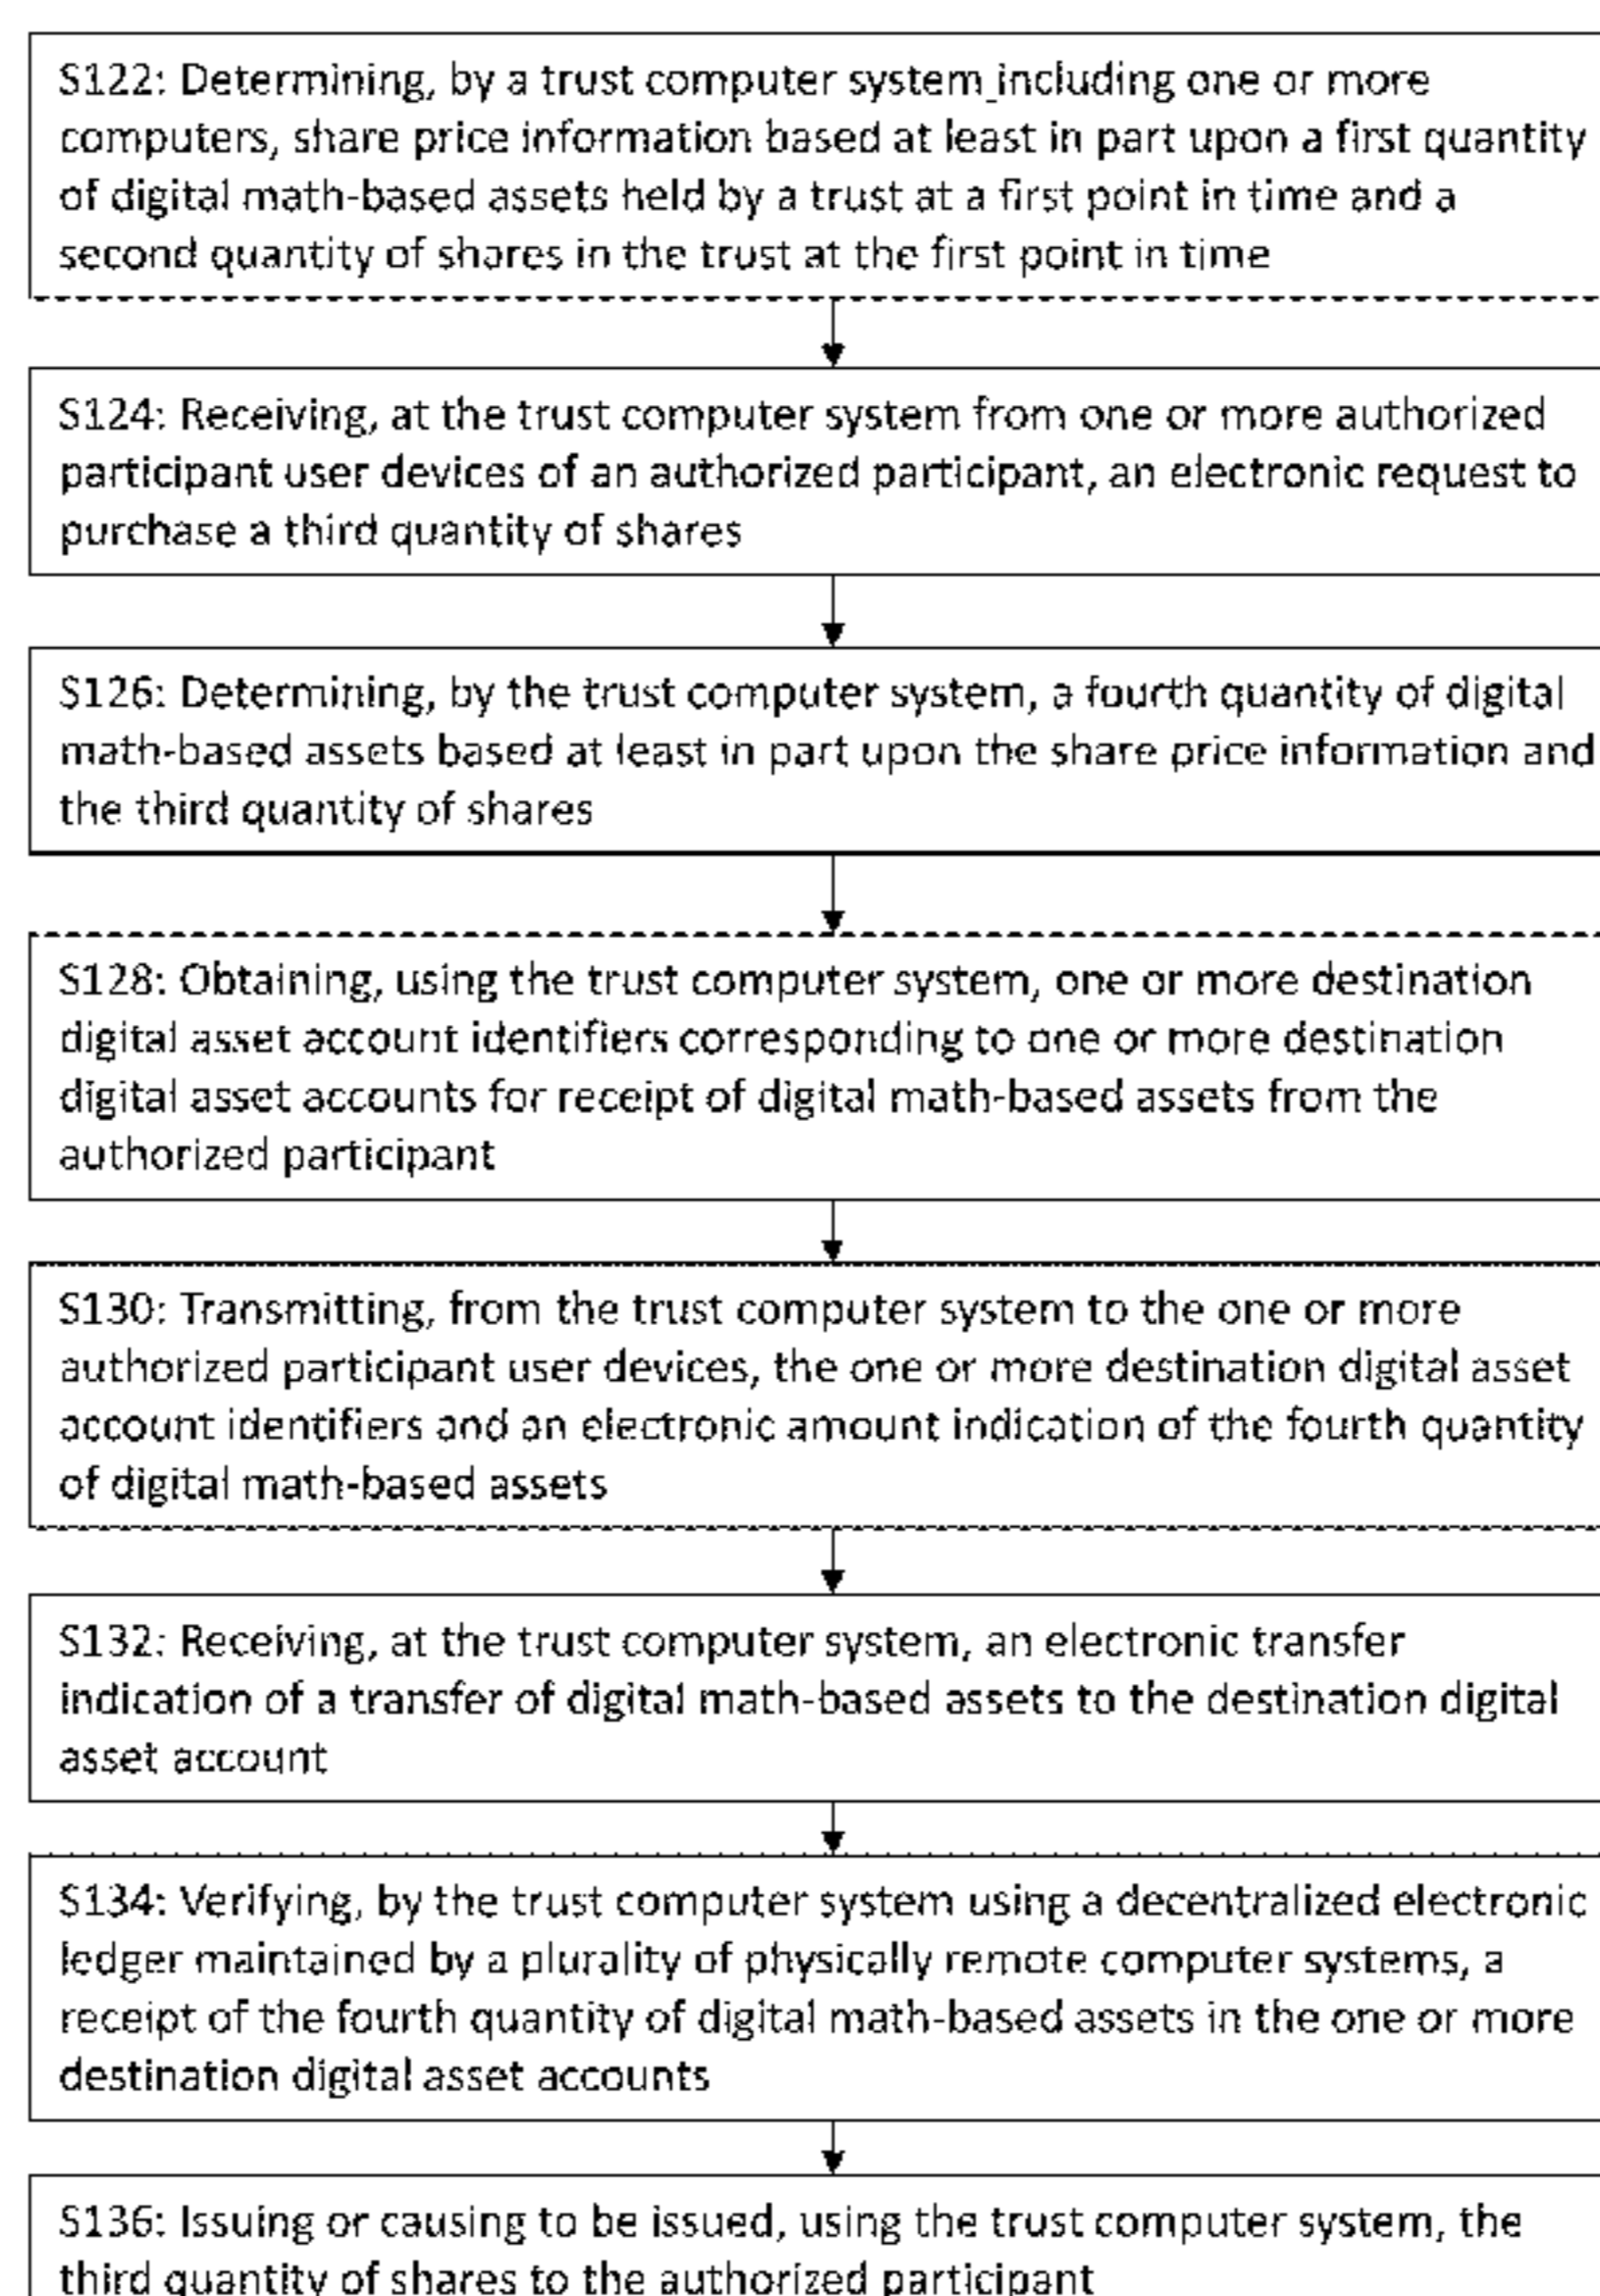 S122: Determining, by a trust computer system_including one or more
computers, share price information based at least in part upon a first quantity
of digital math-based assets held by a trust at a first point in time and a
second quantity of shares in the trust at the first point in time
S124: Receiving, at the trust computer system from one or more authorized
participant user devices of an authorized participant, an electronic request to
purchase a third quantity of shares
S126: Determining, by the trust computer system, a fourth quantity of digital
math-based assets based at least in part upon the share price information and
the third quantity of shares
S128: Obtaining, using the trust computer system, one or more destination
digital asset account identifiers corresponding to one or more destination
digital asset accounts for receipt of digital math-based assets from the
authorized participant
S130: Transmitting, from the trust computer system to the one or more
authorized participant user devices, the one or more destination digital asset
account identifiers and an electronic amount indication of the fourth quantity
of digital math-based assets
S132: Receiving, at the trust computer system, an electronic transfer
indication of a transfer of digital math-based assets to the destination digital
asset account
S134: Verifying, by the trust computer system using a decentralized electronic
ledger maintained by a plurality of physically remote computer systems, a
receipt of the fourth quantity of digital math-based assets in the one or more
destination digital asset accounts
S136: Issuing or causing to be issued, using the trust computer system, the
third quantity of shares to the authorized participant